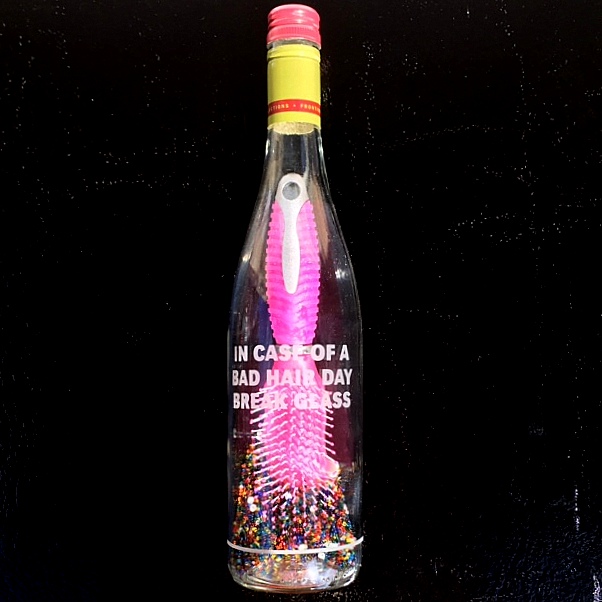 IN CASE OF A
BAD HAIR DAY
BREAK GLASS